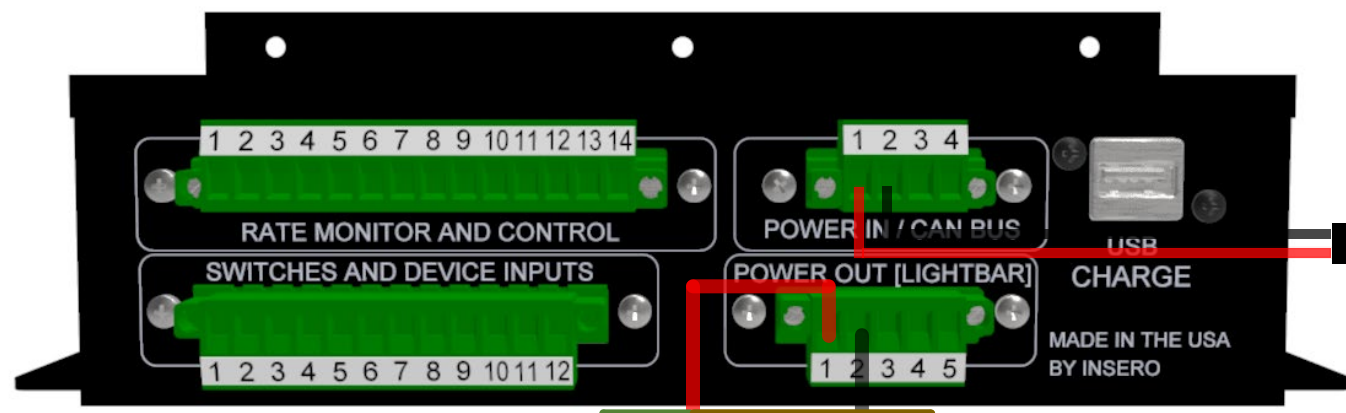 1 2 3 4 5 6 7 8 9 10 11 12 13 14
1 2 3 4
RATE MONITOR AND CONTROL
POWER IN / CAN BUS
USB
CHARGE
SWITCHES AND DEVICE INPUTS
POWER OUT [LIGHTBAR]
1 2 3 4 5 6 7 8 9 10 11 12
1 2 3 4 5
MADE IN THE USA
BY INSERO